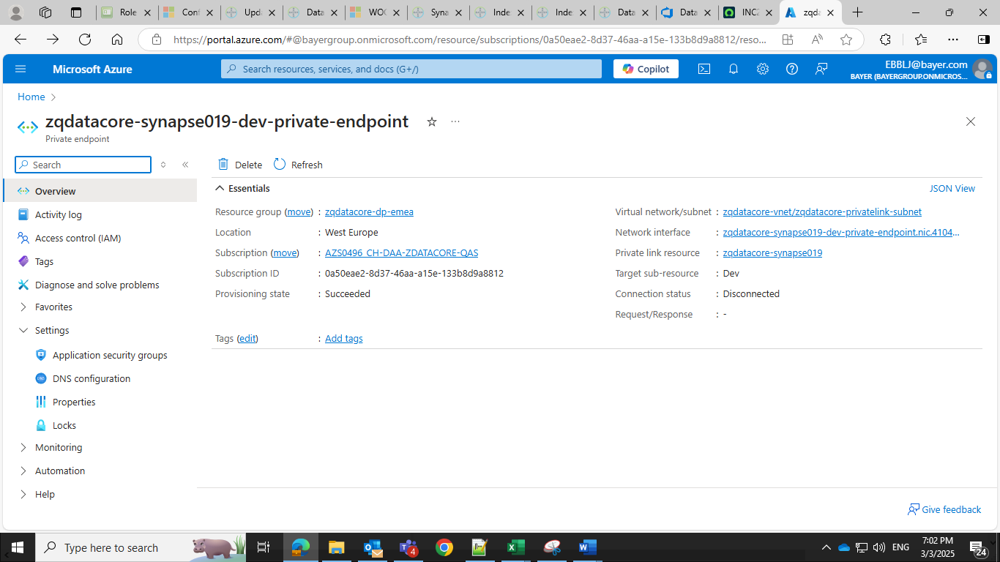 Role
Conf
Upda
Data
WO
Syna
Inde
Inde
Data
Data
INC2
zqda
https://portal.azure.com/#@bayergroup.onmicrosoft.com/resource/subscriptions/0a50eae2-8d37-46aa-a15e-133b8d9a8812/reso...
Microsoft Azure
Search resources, services, and docs (G+/)
Copilot
EBBLJ@bayer.com
BAYER (BAYERGROUP.ONMICROS...
Home
zqdatacore-synapse019-dev-private-endpoint
Private endpoint
Search
Delete
Refresh
Overview
Activity log
Access control (IAM)
Tags
Diagnose and solve problems
Favorites
Settings
Application security groups
DNS configuration
Properties
Locks
Monitoring
Automation
Help
Essentials
JSON View
Resource group (move) : zqdatacore-dp-emea
Location : West Europe
Subscription (move) : AZS0496_CH-DAA-ZDATACORE-QAS
Subscription ID : 0a50eae2-8d37-46aa-a15e-133b8d9a8812
Provisioning state : Succeeded
Virtual network/subnet : zqdatacore-vnet/zqdatacore-privatelink-subnet
Network interface : zqdatacore-synapse019-dev-private-endpoint.nic.4104...
Private link resource : zqdatacore-synapse019
Target sub-resource : Dev
Connection status : Disconnected
Request/Response : -
Tags (edit) : Add tags
Give feedback
Type here to search
4
ENG
7:02 PM
3/3/2025
24